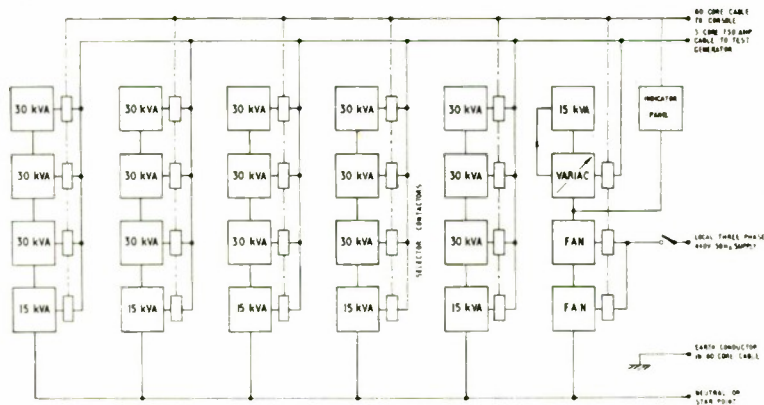 60 CORE CABLE
TO CONSOLE
3 CORE 750 AMP
CABLE TO TEST
GENERATOR
30 kVA
30 kVA
30 kVA
30 kVA
30 kVA
15 kVA
INDICATOR
PANEL
30 kVA
30 kVA
30 kVA
30 kVA
30 kVA
VARIAC
SELECTOR CONTACTORS
30 kVA
30 kVA
30 kVA
30 kVA
30 kVA
FAN
LOCAL THREE PHASE
440V 50Hz SUPPLY
15 kVA
15 kVA
15 kVA
15 kVA
15 kVA
FAN
EARTH CONDUCTOR
IN 60 CORE CABLE
NEUTRAL OR
STAR POINT